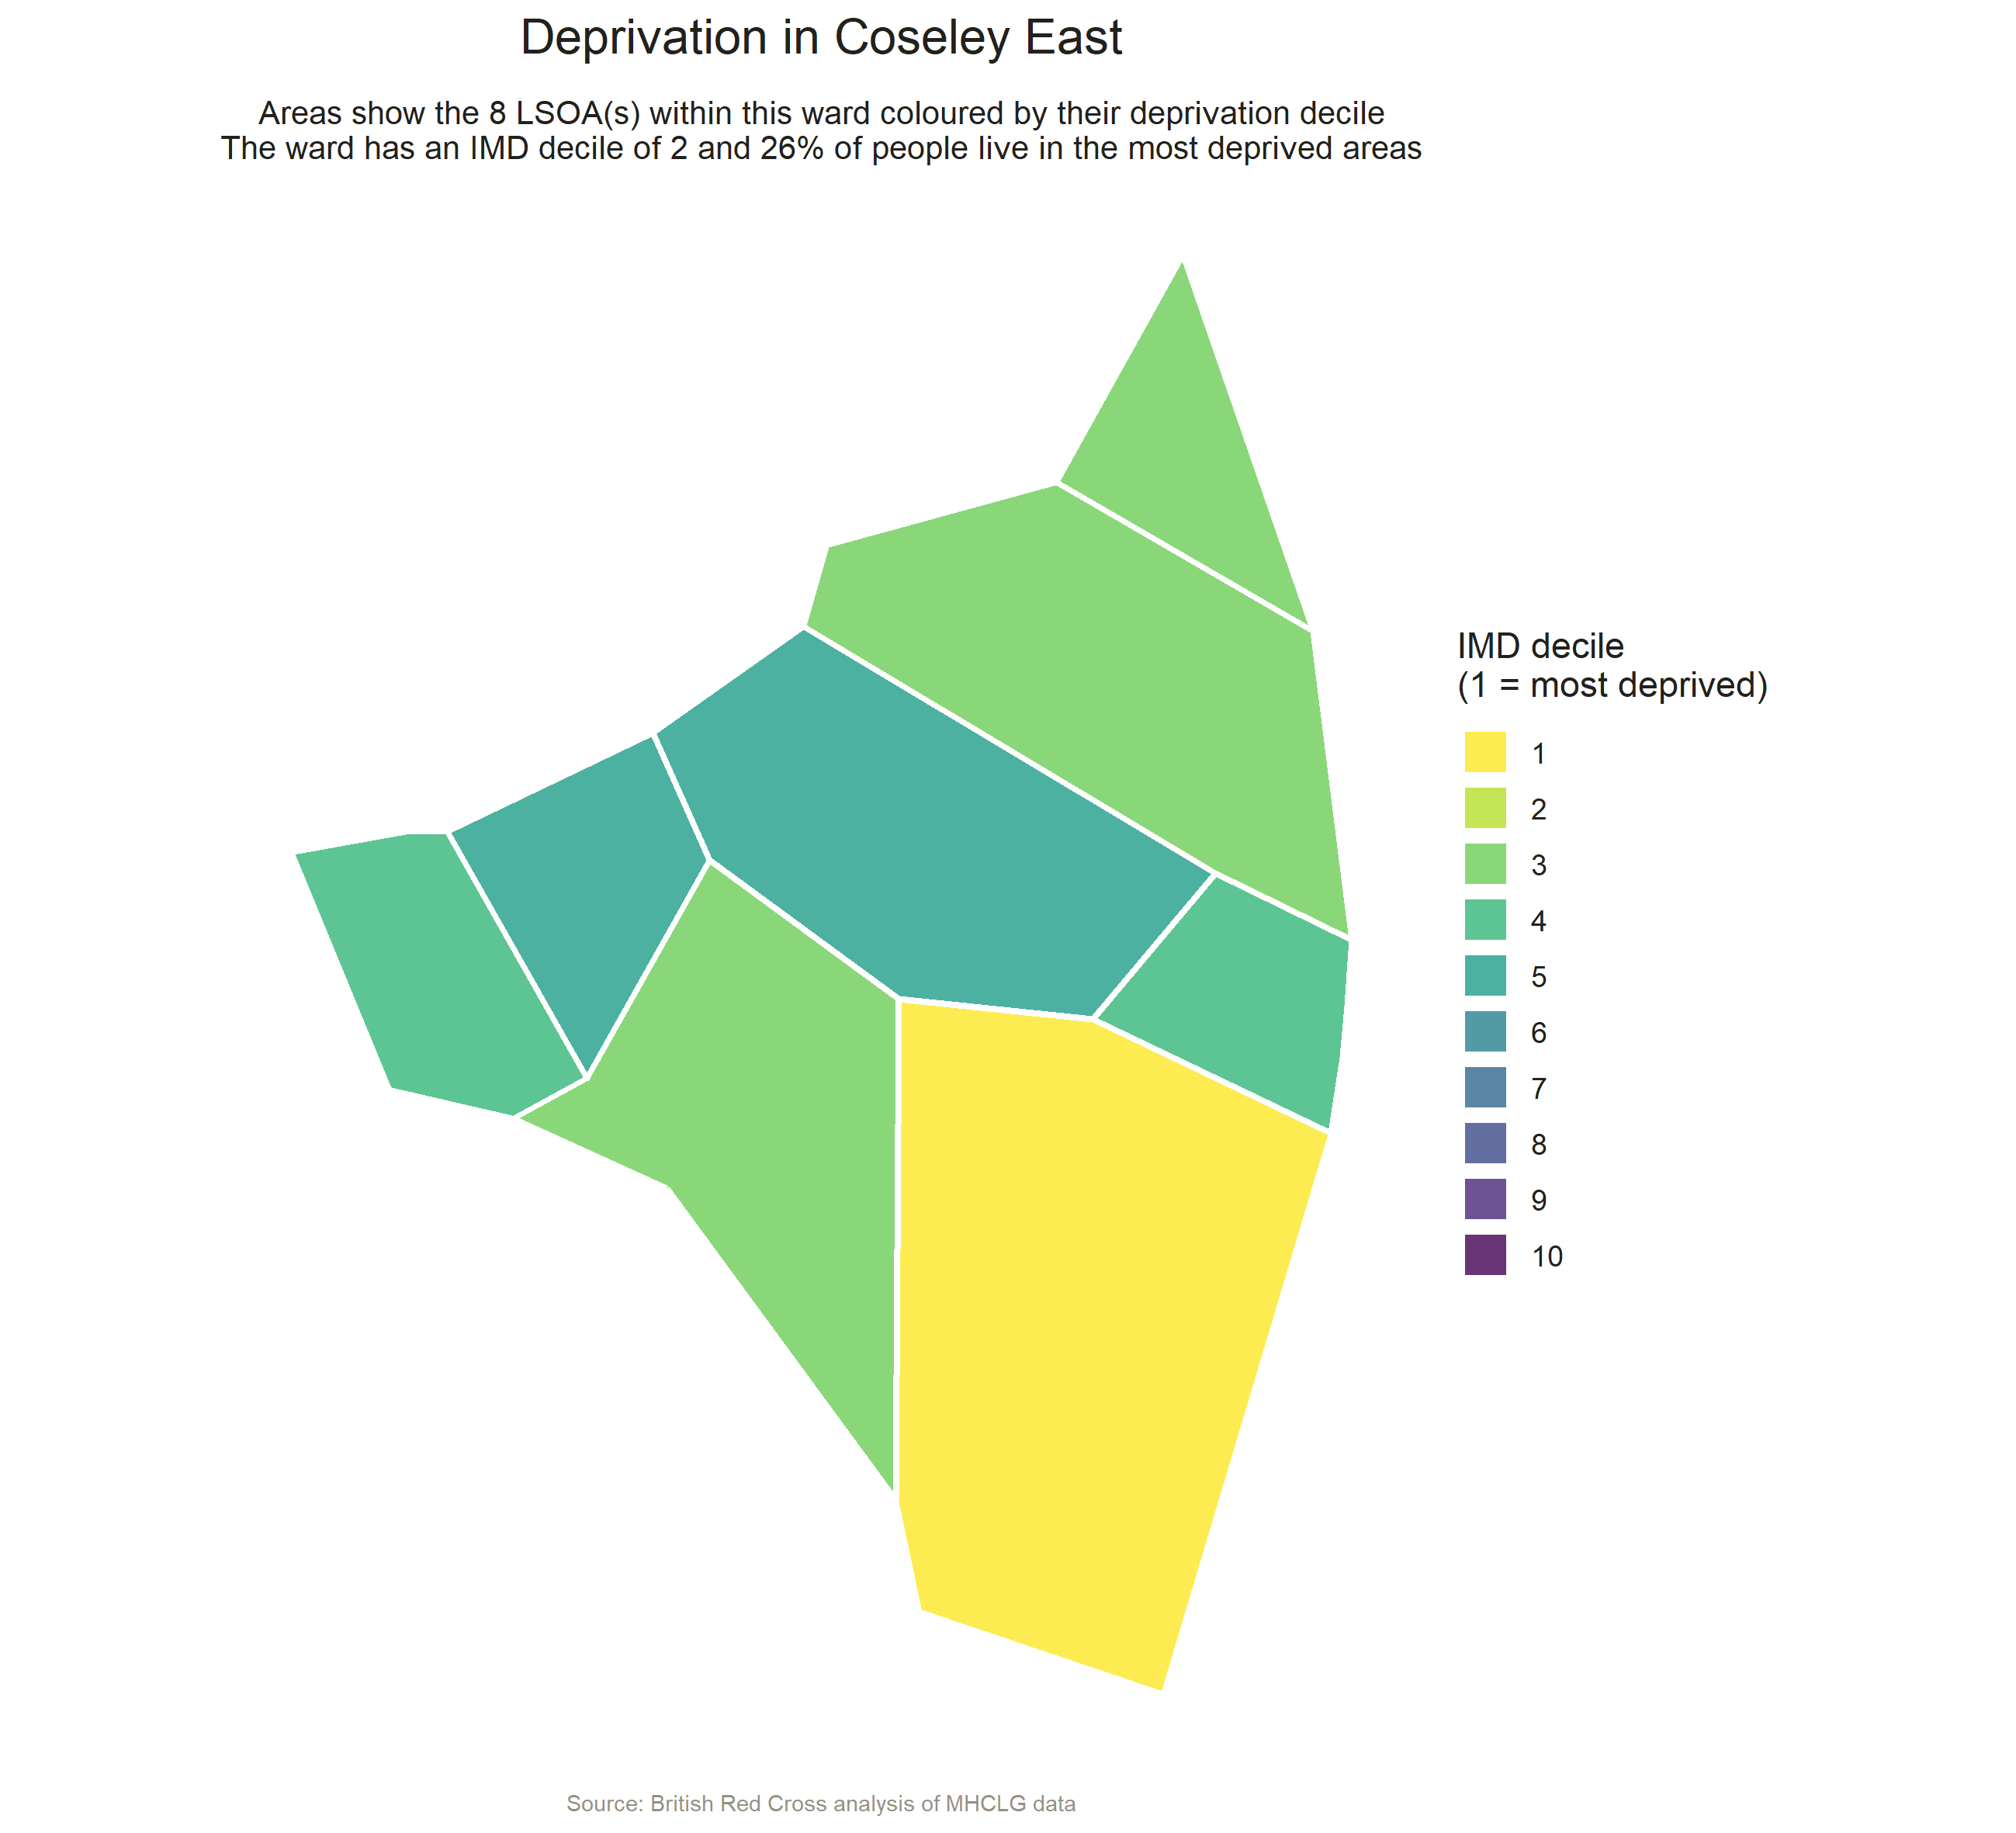 Deprivation in Coseley East
Areas show the 8 LSOA(s) within this ward coloured by their deprivation decile
The ward has an IMD decile of 2 and 26% of people live in the most deprived areas
IMD decile
(1 = most deprived)
1
2
3
4
5
6
7
8
9
10
Source: British Red Cross analysis of MHCLG data